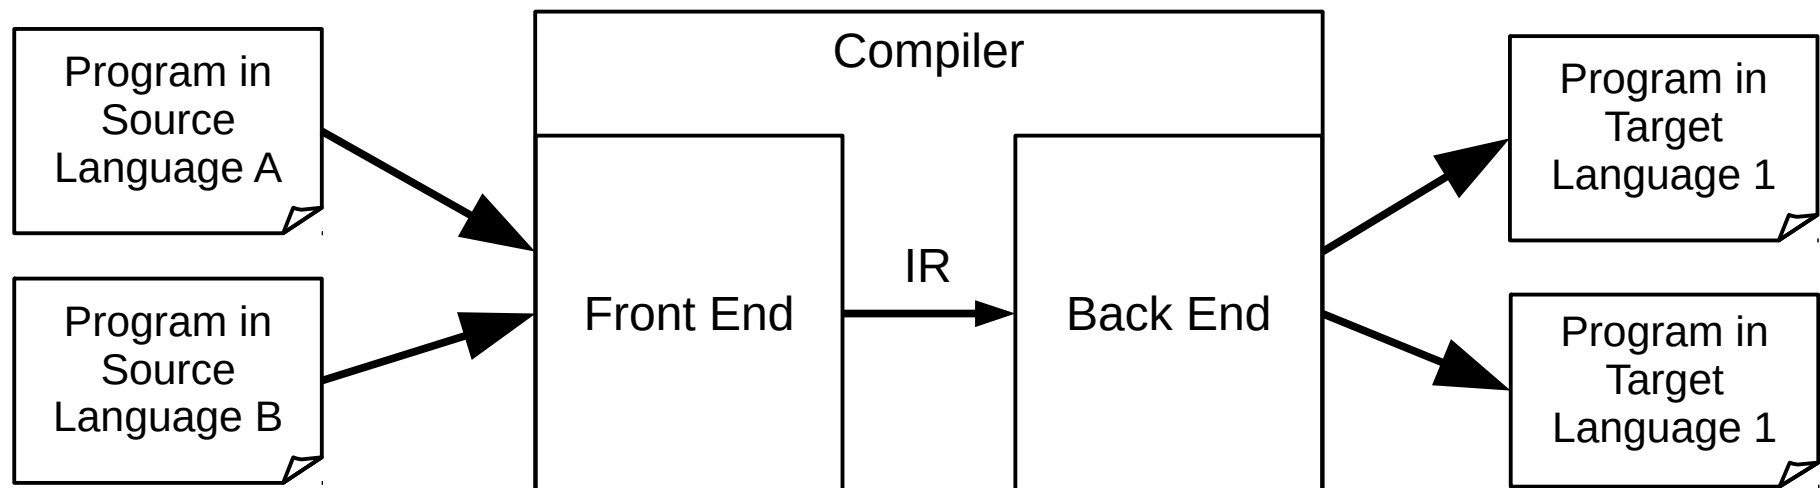 Program in
Source
Language A
Program in
Source
Language B
Compiler
Front End
IR
Back End
Program in
Target
Language 1
Program in
Target
Language 1